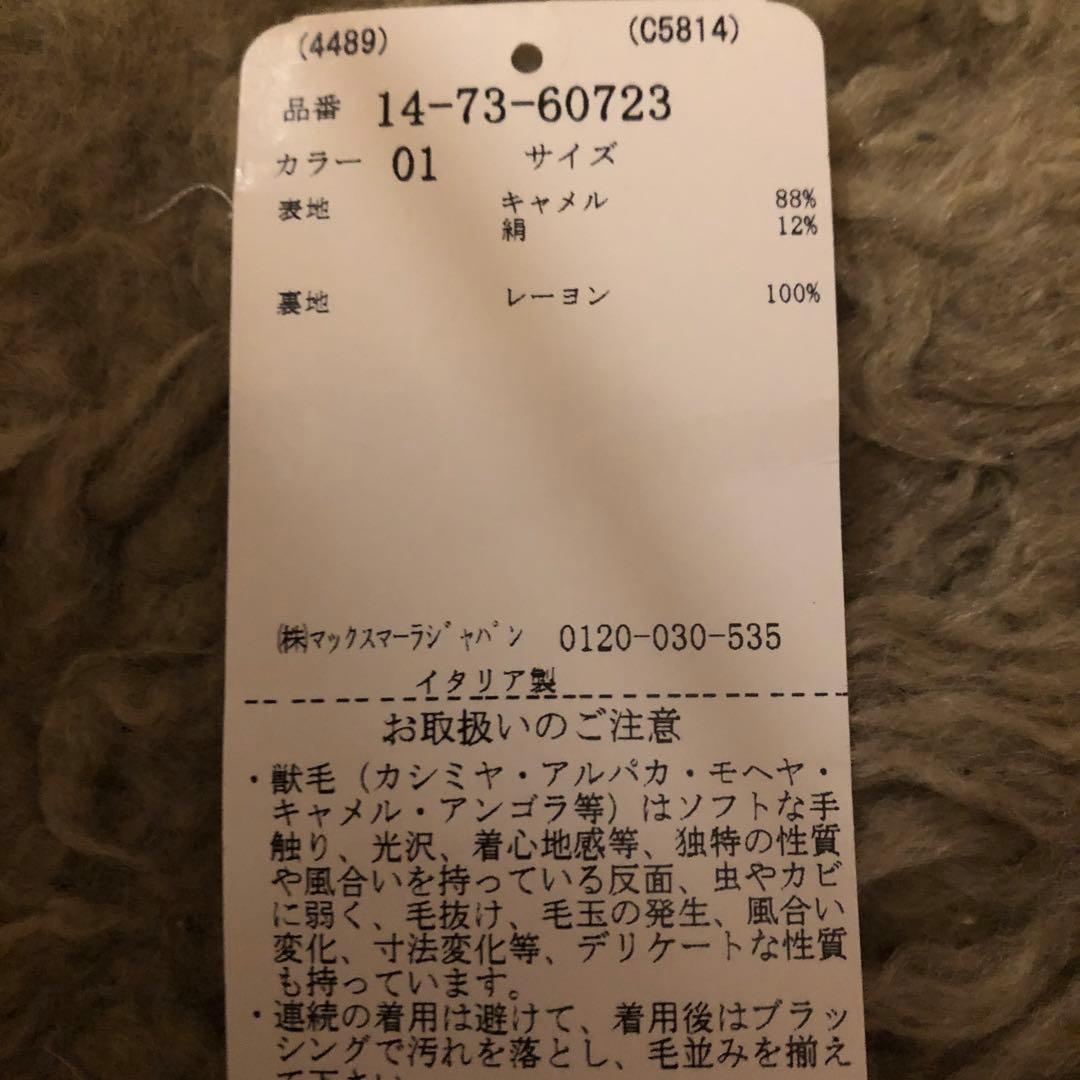 (4489) (C5814)
品番 14-73-60723
カラー 01 サイズ
表地 キャメル 88%
絹 12%
裏地 レーヨン 100%
㈱マックスマーラジャパン 0120-030-535
イタリア製
お取扱いのご注意
・獣毛（カシミヤ・アルパカ・モヘヤ・
キャメル・アンゴラ等）はソフトな手
触り、光沢、着心地感等、独特の性質
や風合いを持っている反面、虫やカビ
に弱く、毛抜け、毛玉の発生、風合い
変化、寸法変化等、デリケートな性質
も持っています。
・連続の着用は避けて、着用後はブラッ
シングで汚れを落とし、毛並みを揃え